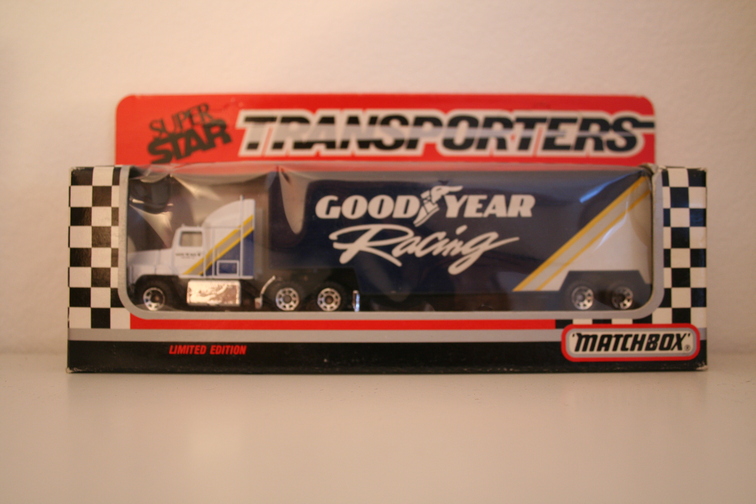 SUPER
STAR
TRANSPORTERS
GOODYEAR
Racing
LIMITED EDITION
"MATCHBOX"®